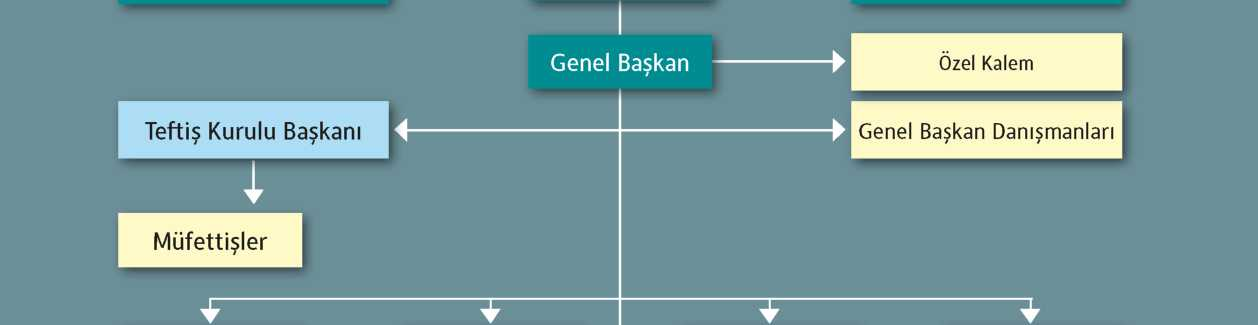 Genel Başkan
Özel Kalem
Teftiş Kurulu Başkanı
Genel Başkan Danışmanları
Müfettişler